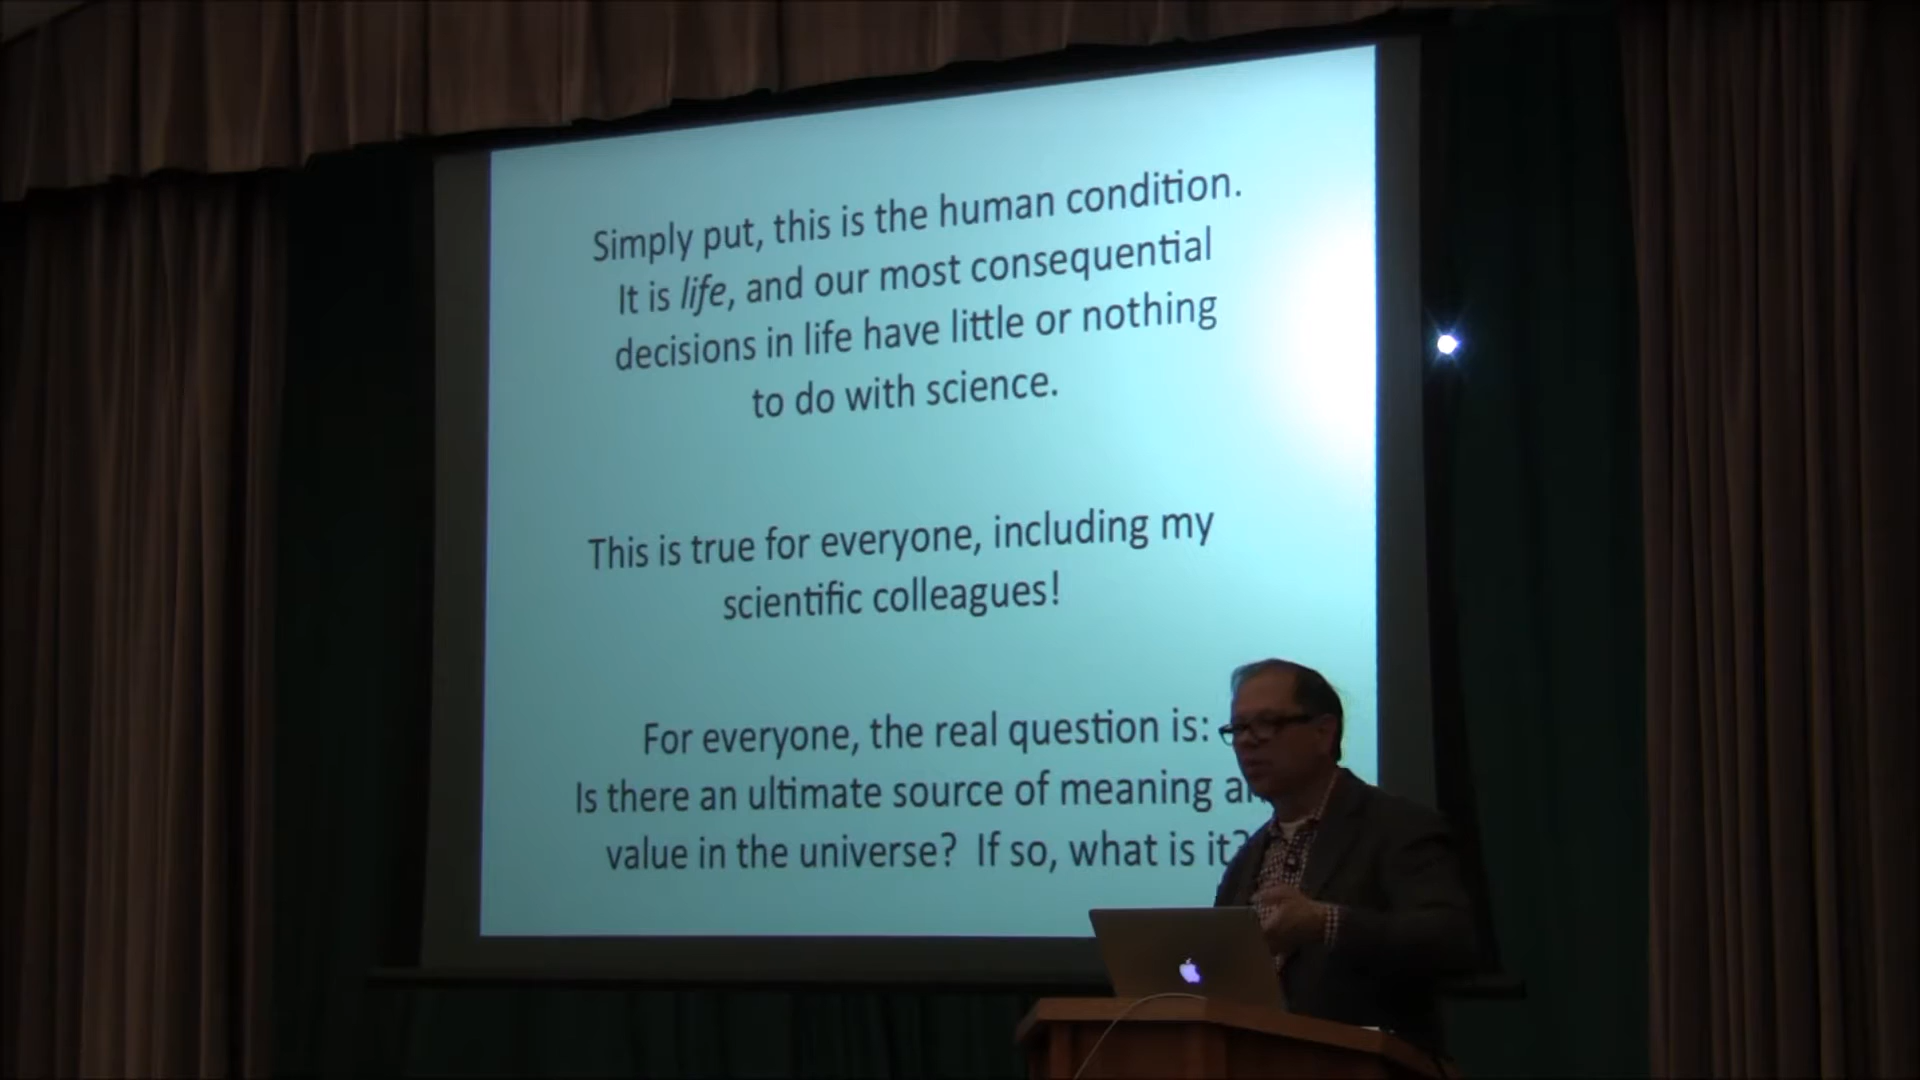 Simply put, this is the human condition.
It is life, and our most consequential
decisions in life have little or nothing
to do with science.
This is true for everyone, including my
scientific colleagues!
For everyone, the real question is:
Is there an ultimate source of meaning
value in the universe? If so, what is it?